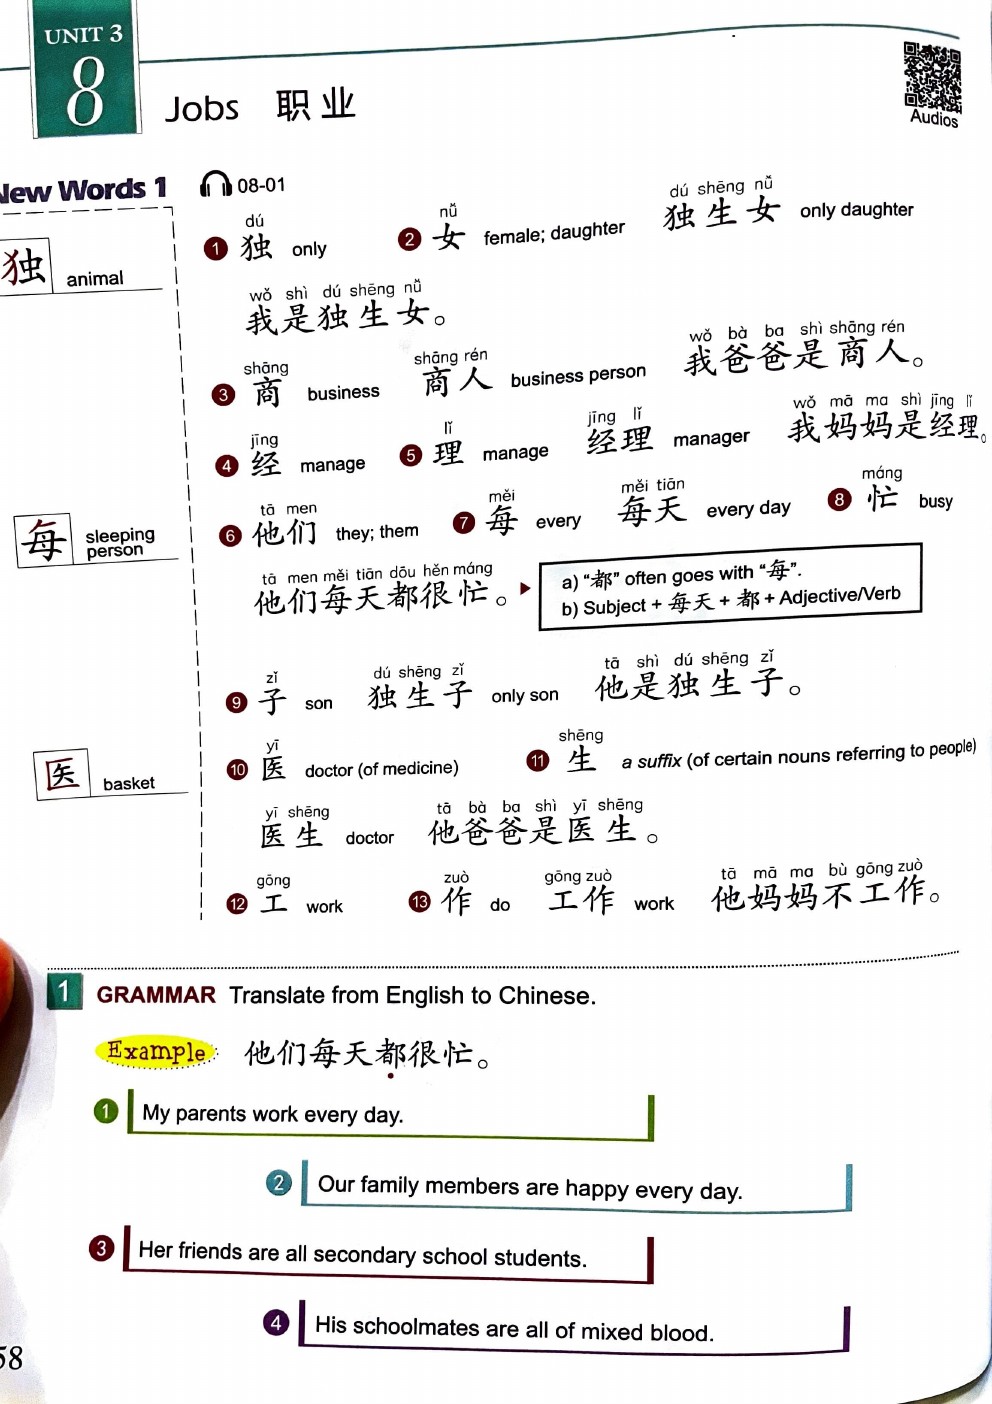 UNIT 3
8
Jobs 职业
Audios
New Words 1
08-01
独 animal
dú
1 独 only
nǚ
2 女 female; daughter
dú shēng nǚ
独生女 only daughter
wǒ shì dú shēng nǚ
我是独生女。
shāng
3 商 business
shāng rén
商人 business person
wǒ bà ba shì shāng rén
我爸爸是商人。
jīng
4 经 manage
lǐ
5 理 manage
jīng lǐ
经理 manager
wǒ mā ma shì jīng lǐ
我妈妈是经理。
每 sleeping person
tā men
6 他们 they; them
měi
7 每 every
měi tiān
每天 every day
máng
8 忙 busy
tā men měi tiān dōu hěn máng
他们每天都很忙。
a) “都” often goes with “每”.
b) Subject + 每天 + 都 + Adjective/Verb
zǐ
9 子 son
dú shēng zǐ
独生子 only son
tā shì dú shēng zǐ
他是独生子。
医 basket
yī
10 医 doctor (of medicine)
shēng
11 生 a suffix (of certain nouns referring to people)
yī shēng
医生 doctor
tā bà ba shì yī shēng
他爸爸是医生。
gōng
12 工 work
zuò
13 作 do
gōng zuò
工作 work
tā mā ma bù gōng zuò
他妈妈不工作。
1 GRAMMAR Translate from English to Chinese.
Example 他们每天都很忙。
1 My parents work every day.
2 Our family members are happy every day.
3 Her friends are all secondary school students.
4 His schoolmates are all of mixed blood.
58